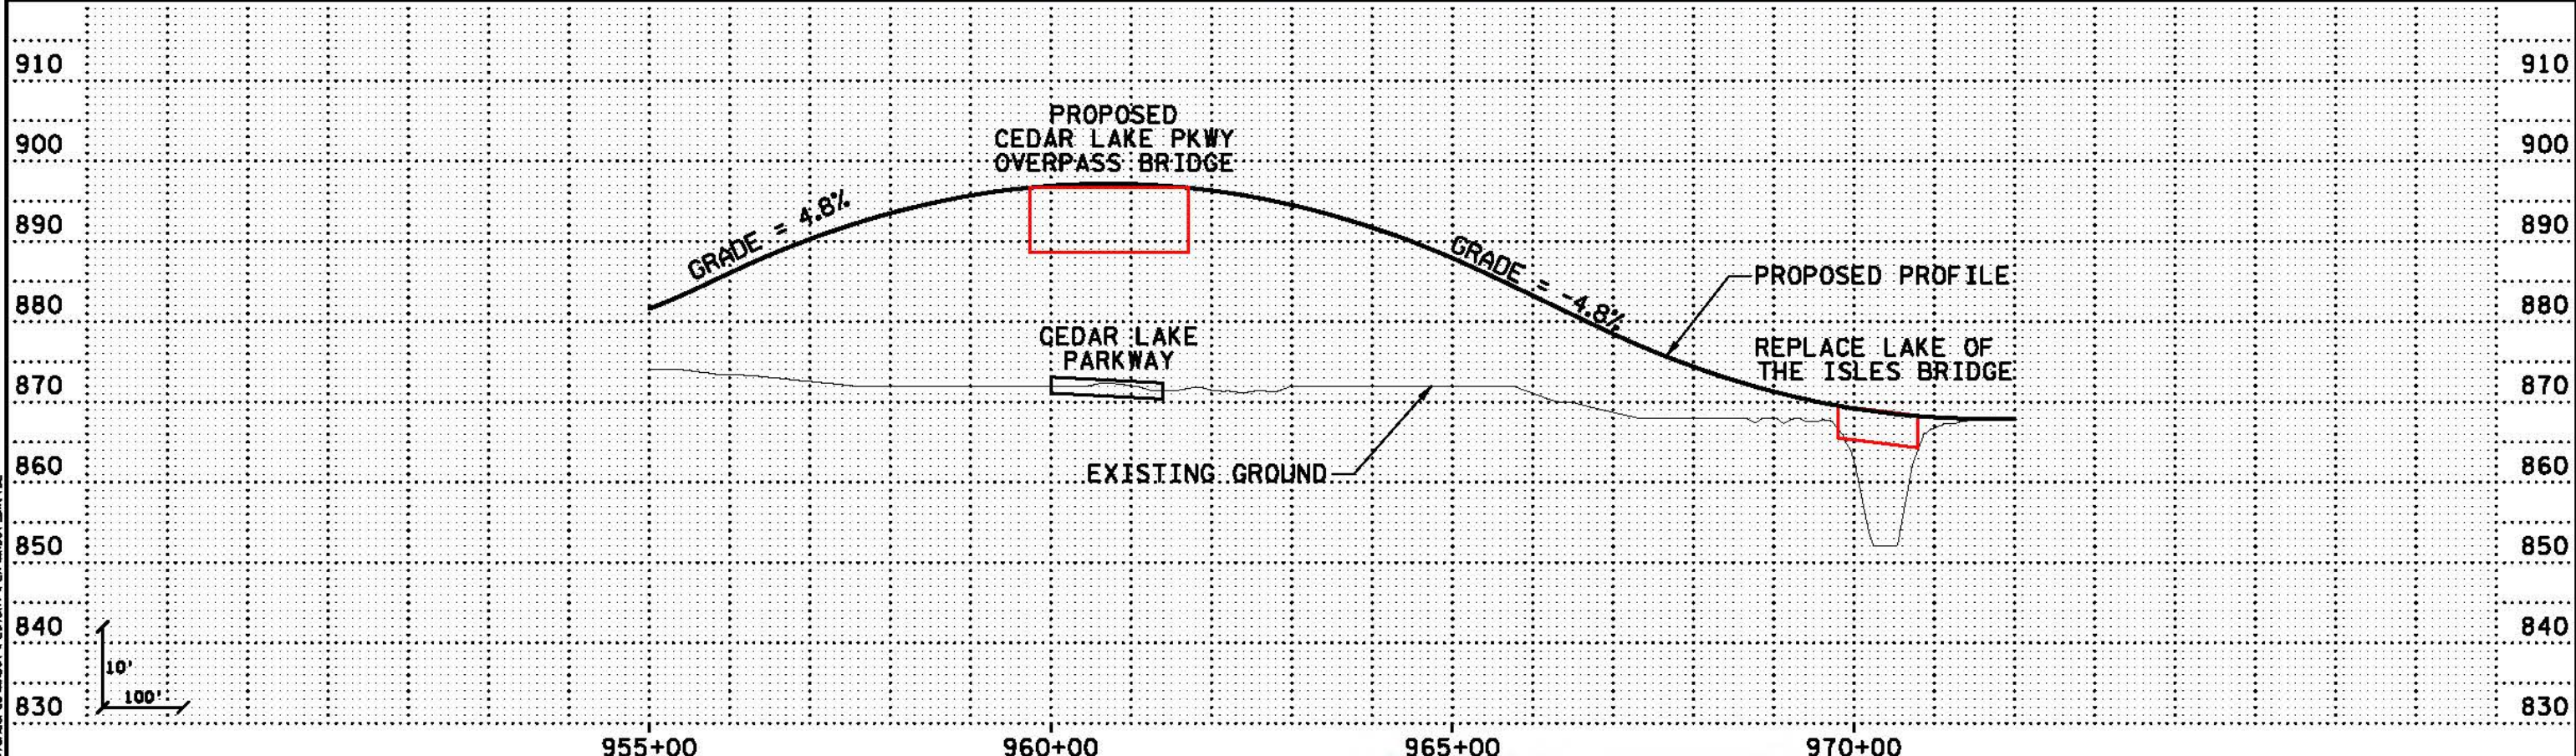 910
900
890
880
870
860
850
840
830
910
900
890
880
870
860
850
840
830
PROPOSED
CEDAR LAKE PKWY
OVERPASS BRIDGE
GRADE = 4.8%
GRADE = -4.8%
PROPOSED PROFILE
CEDAR LAKE
PARKWAY
REPLACE LAKE OF
THE ISLES BRIDGE
EXISTING GROUND
10'
100'
955+00
960+00
965+00
970+00